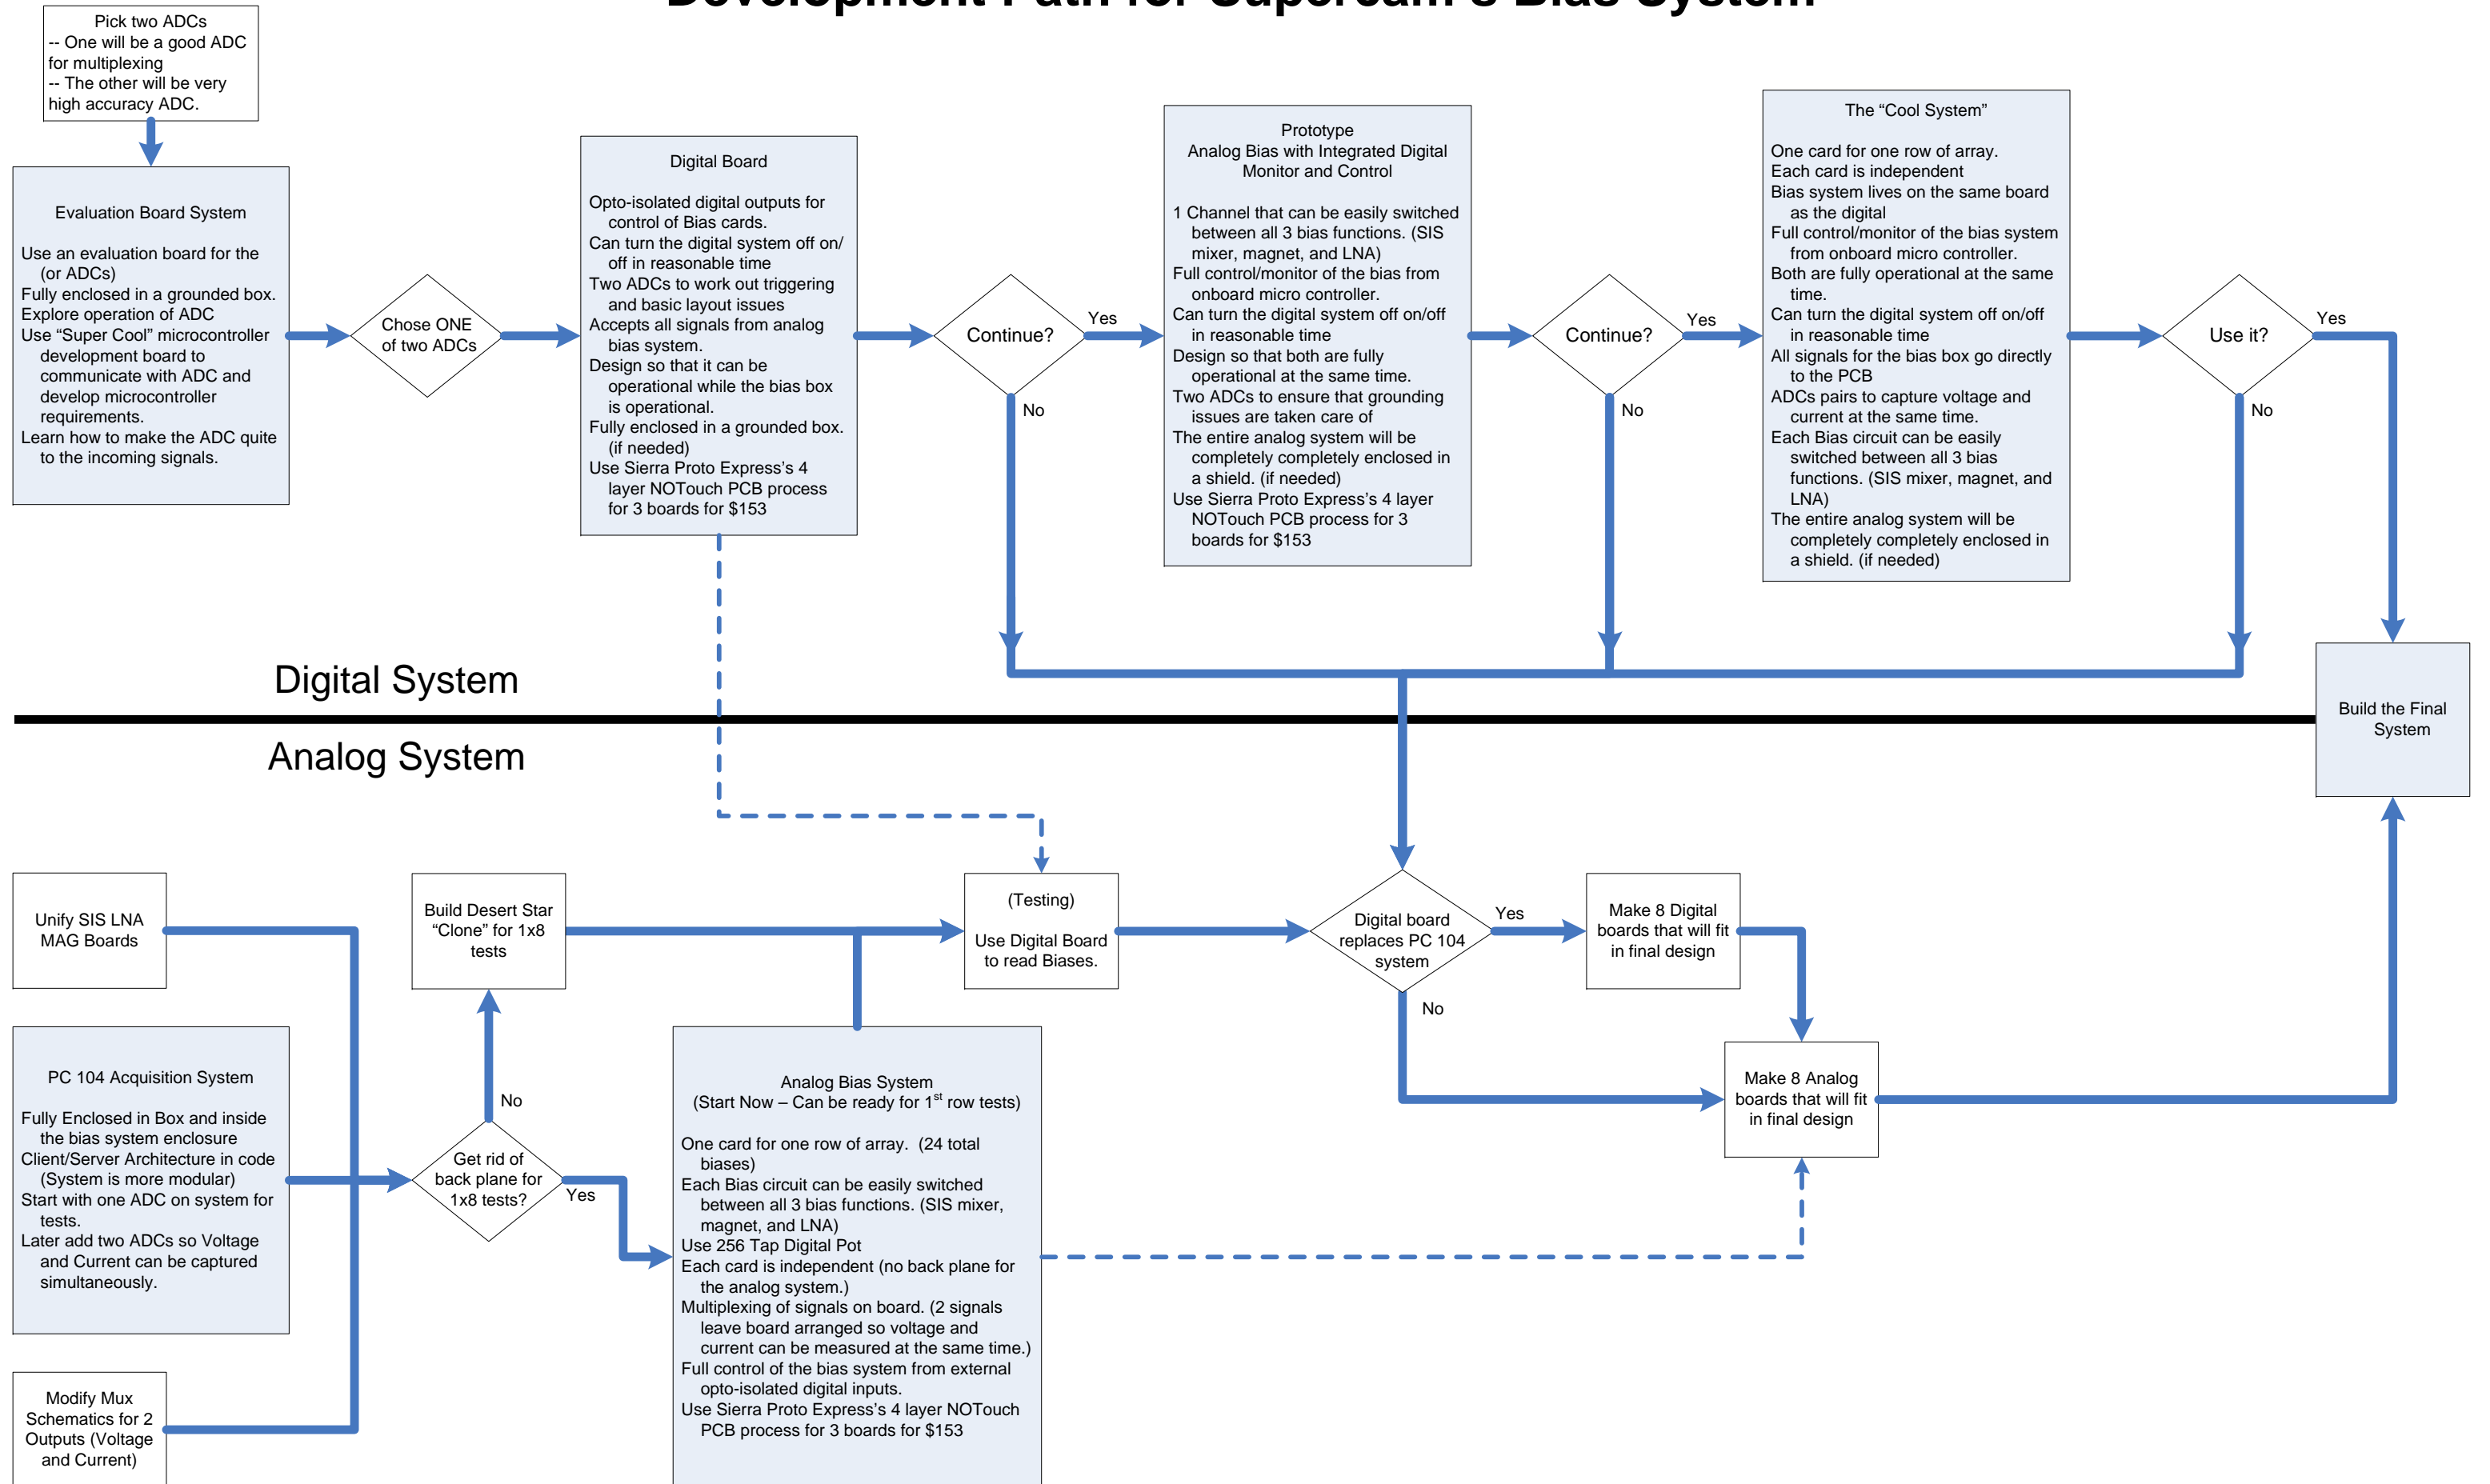 Development Path for Supercam's Bias System
Pick two ADCs
-- One will be a good ADC
for multiplexing
-- The other will be very
high accuracy ADC.
Evaluation Board System
Use an evaluation board for the
(or ADCs)
Fully enclosed in a grounded box.
Explore operation of ADC
Use “Super Cool” microcontroller
development board to
communicate with ADC and
develop microcontroller
requirements.
Learn how to make the ADC quite
to the incoming signals.
Chose ONE
of two ADCs
Digital Board
Opto-isolated digital outputs for
control of Bias cards.
Can turn the digital system off on/
off in reasonable time
Two ADCs to work out triggering
and basic layout issues
Accepts all signals from analog
bias system.
Design so that it can be
operational while the bias box
is operational.
Fully enclosed in a grounded box.
(if needed)
Use Sierra Proto Express’s 4
layer NOTouch PCB process
for 3 boards for $153
Continue?
Yes
No
Prototype
Analog Bias with Integrated Digital
Monitor and Control
1 Channel that can be easily switched
between all 3 bias functions. (SIS
mixer, magnet, and LNA)
Full control/monitor of the bias from
onboard micro controller.
Can turn the digital system off on/off
in reasonable time
Design so that both are fully
operational at the same time.
Two ADCs to ensure that grounding
issues are taken care of
The entire analog system will be
completely completely enclosed in
a shield. (if needed)
Use Sierra Proto Express’s 4 layer
NOTouch PCB process for 3
boards for $153
Continue?
Yes
No
The “Cool System”
One card for one row of array.
Each card is independent
Bias system lives on the same board
as the digital
Full control/monitor of the bias system
from onboard micro controller.
Both are fully operational at the same
time.
Can turn the digital system off on/off
in reasonable time
All signals for the bias box go directly
to the PCB
ADCs pairs to capture voltage and
current at the same time.
Each Bias circuit can be easily
switched between all 3 bias
functions. (SIS mixer, magnet, and
LNA)
The entire analog system will be
completely completely enclosed in
a shield. (if needed)
Use it?
Yes
No
Digital System
Build the Final
System
Analog System
Unify SIS LNA
MAG Boards
PC 104 Acquisition System
Fully Enclosed in Box and inside
the bias system enclosure
Client/Server Architecture in code
(System is more modular)
Start with one ADC on system for
tests.
Later add two ADCs so Voltage
and Current can be captured
simultaneously.
Modify Mux
Schematics for 2
Outputs (Voltage
and Current)
Build Desert Star
“Clone” for 1x8
tests
No
Get rid of
back plane for
1x8 tests?
Yes
Analog Bias System
(Start Now – Can be ready for 1st row tests)
One card for one row of array. (24 total
biases)
Each Bias circuit can be easily switched
between all 3 bias functions. (SIS mixer,
magnet, and LNA)
Use 256 Tap Digital Pot
Each card is independent (no back plane for
the analog system.)
Multiplexing of signals on board. (2 signals
leave board arranged so voltage and
current can be measured at the same time.)
Full control of the bias system from external
opto-isolated digital inputs.
Use Sierra Proto Express’s 4 layer NOTouch
PCB process for 3 boards for $153
(Testing)
Use Digital Board
to read Biases.
Digital board
replaces PC 104
system
Yes
No
Make 8 Digital
boards that will fit
in final design
Make 8 Analog
boards that will fit
in final design